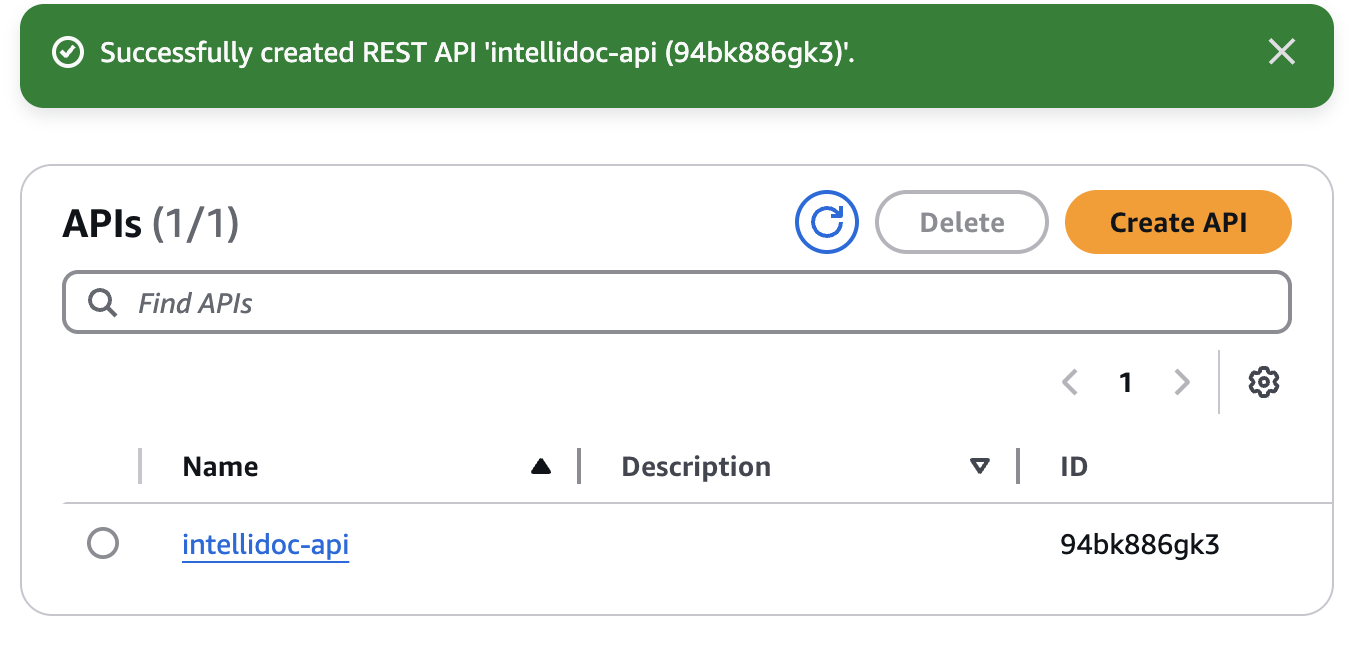 Successfully created REST API 'intellidoc-api (94bk886gk3)'.
APIs (1/1)
Delete
Create API
Find APIs
1
Name
Description
ID
intellidoc-api
94bk886gk3